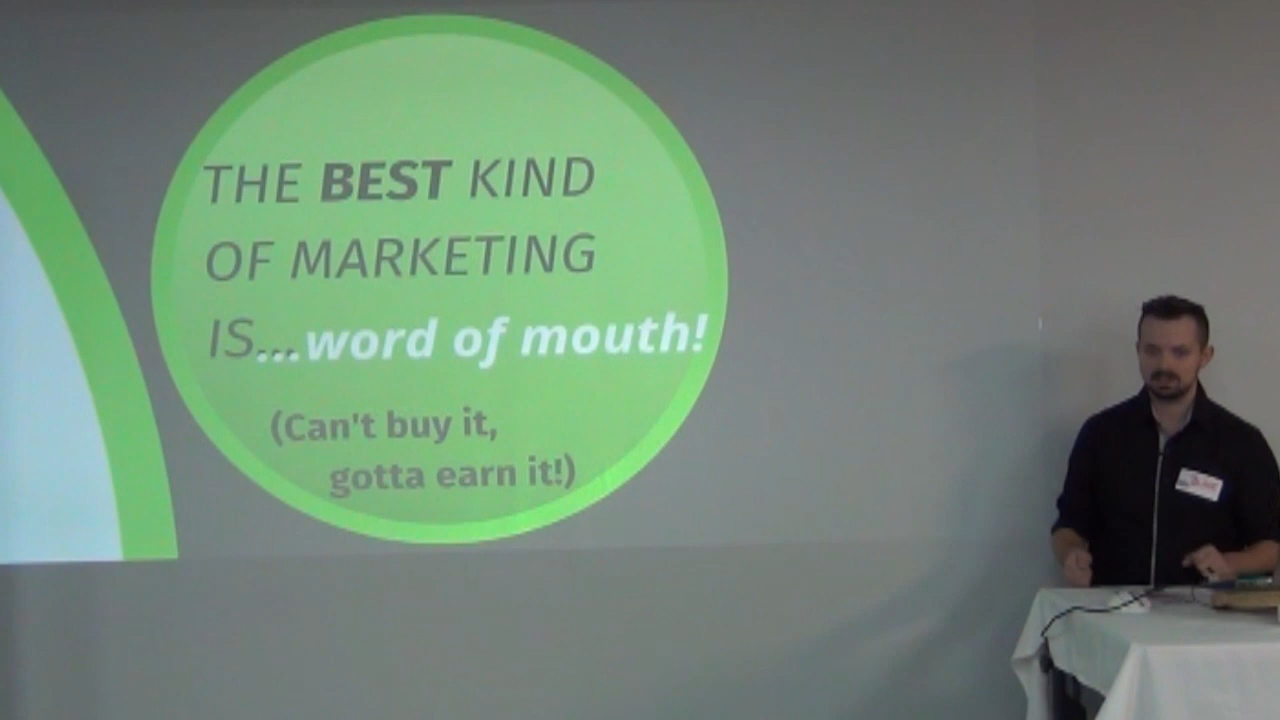 THE BEST KIND
OF MARKETING
IS...word of mouth!
(Can't buy it,
gotta earn it!)